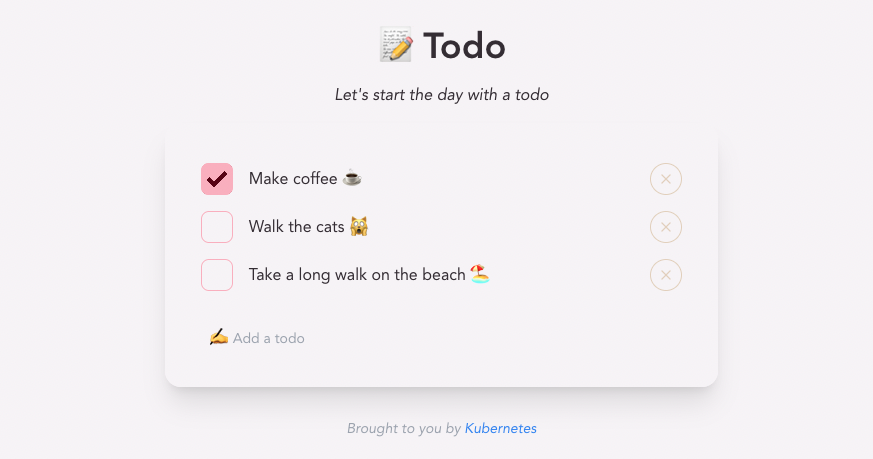 📝 Todo
Let's start the day with a todo
Make coffee ☕
Walk the cats 🙀
Take a long walk on the beach 🏖
✍️ Add a todo
Brought to you by Kubernetes